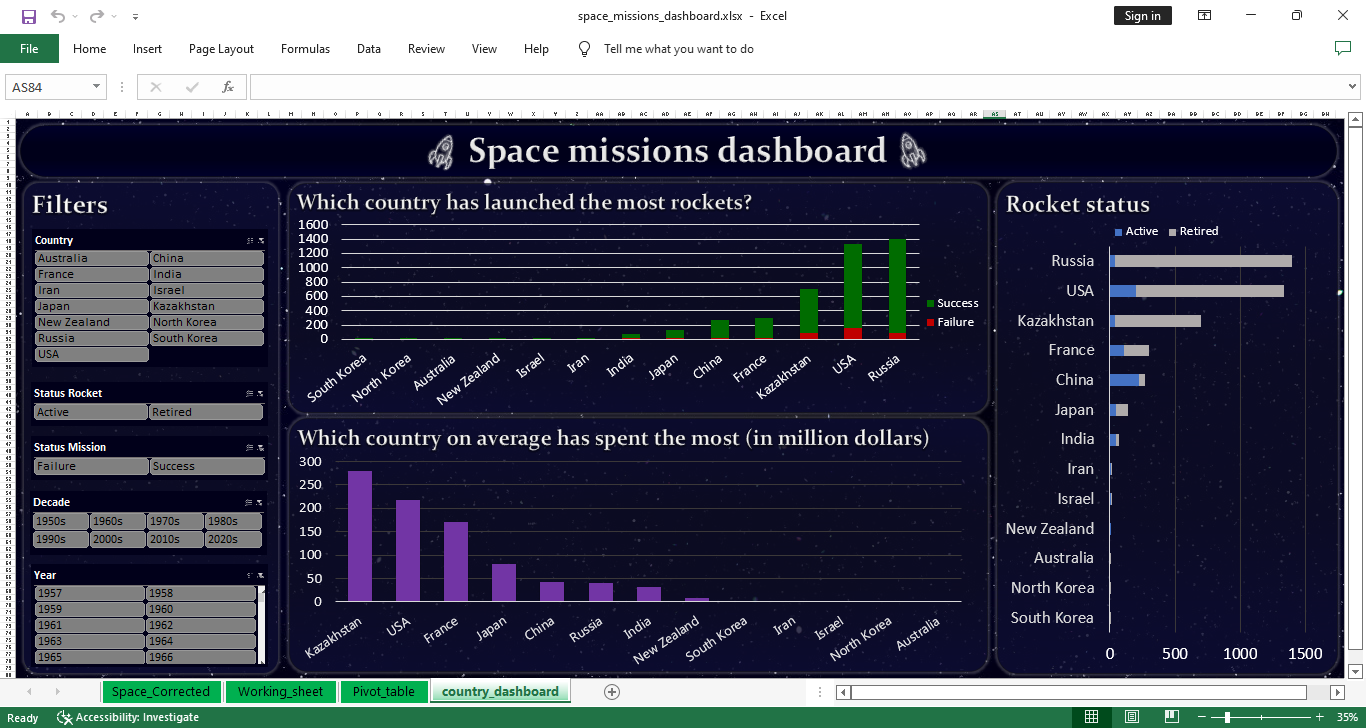 space_missions_dashboard.xlsx - Excel
Sign in
File Home Insert Page Layout Formulas Data Review View Help Tell me what you want to do
AS84
fx
Space missions dashboard
Filters
Country
Australia China
France India
Iran Israel
Japan Kazakhstan
New Zealand North Korea
Russia South Korea
USA
Status Rocket
Active Retired
Status Mission
Failure Success
Decade
1950s 1960s 1970s 1980s
1990s 2000s 2010s 2020s
Year
1957 1958
1959 1960
1961 1962
1963 1964
1965 1966
Which country has launched the most rockets?
1600
1400
1200
1000
800
600
400
200
0
South Korea North Korea Australia New Zealand Israel Iran India Japan China France Kazakhstan USA Russia
Success
Failure
Which country on average has spent the most (in million dollars)
300
250
200
150
100
50
0
Kazakhstan USA France Japan China Russia India New Zealand South Korea Iran Israel North Korea Australia
Rocket status
Active Retired
Russia
USA
Kazakhstan
France
China
Japan
India
Iran
Israel
New Zealand
Australia
North Korea
South Korea
0 500 1000 1500
Space_Corrected Working_sheet Pivot_table country_dashboard
Ready Accessibility: Investigate 35%